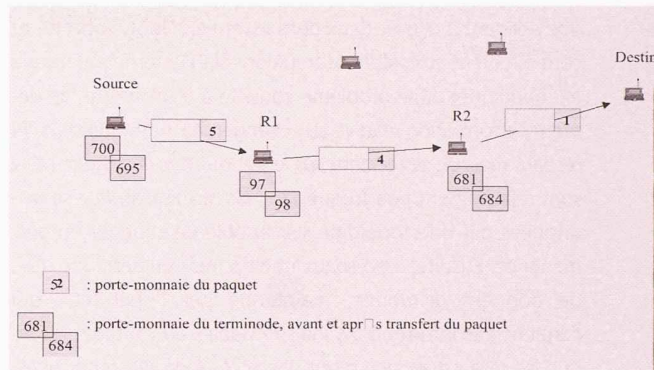 Destin
Source
R1
R2
5
4
1
700
695
97
98
681
684
52 : porte-monnaie du paquet
681
684
: porte-monnaie du terminode, avant et apr□s transfert du paquet